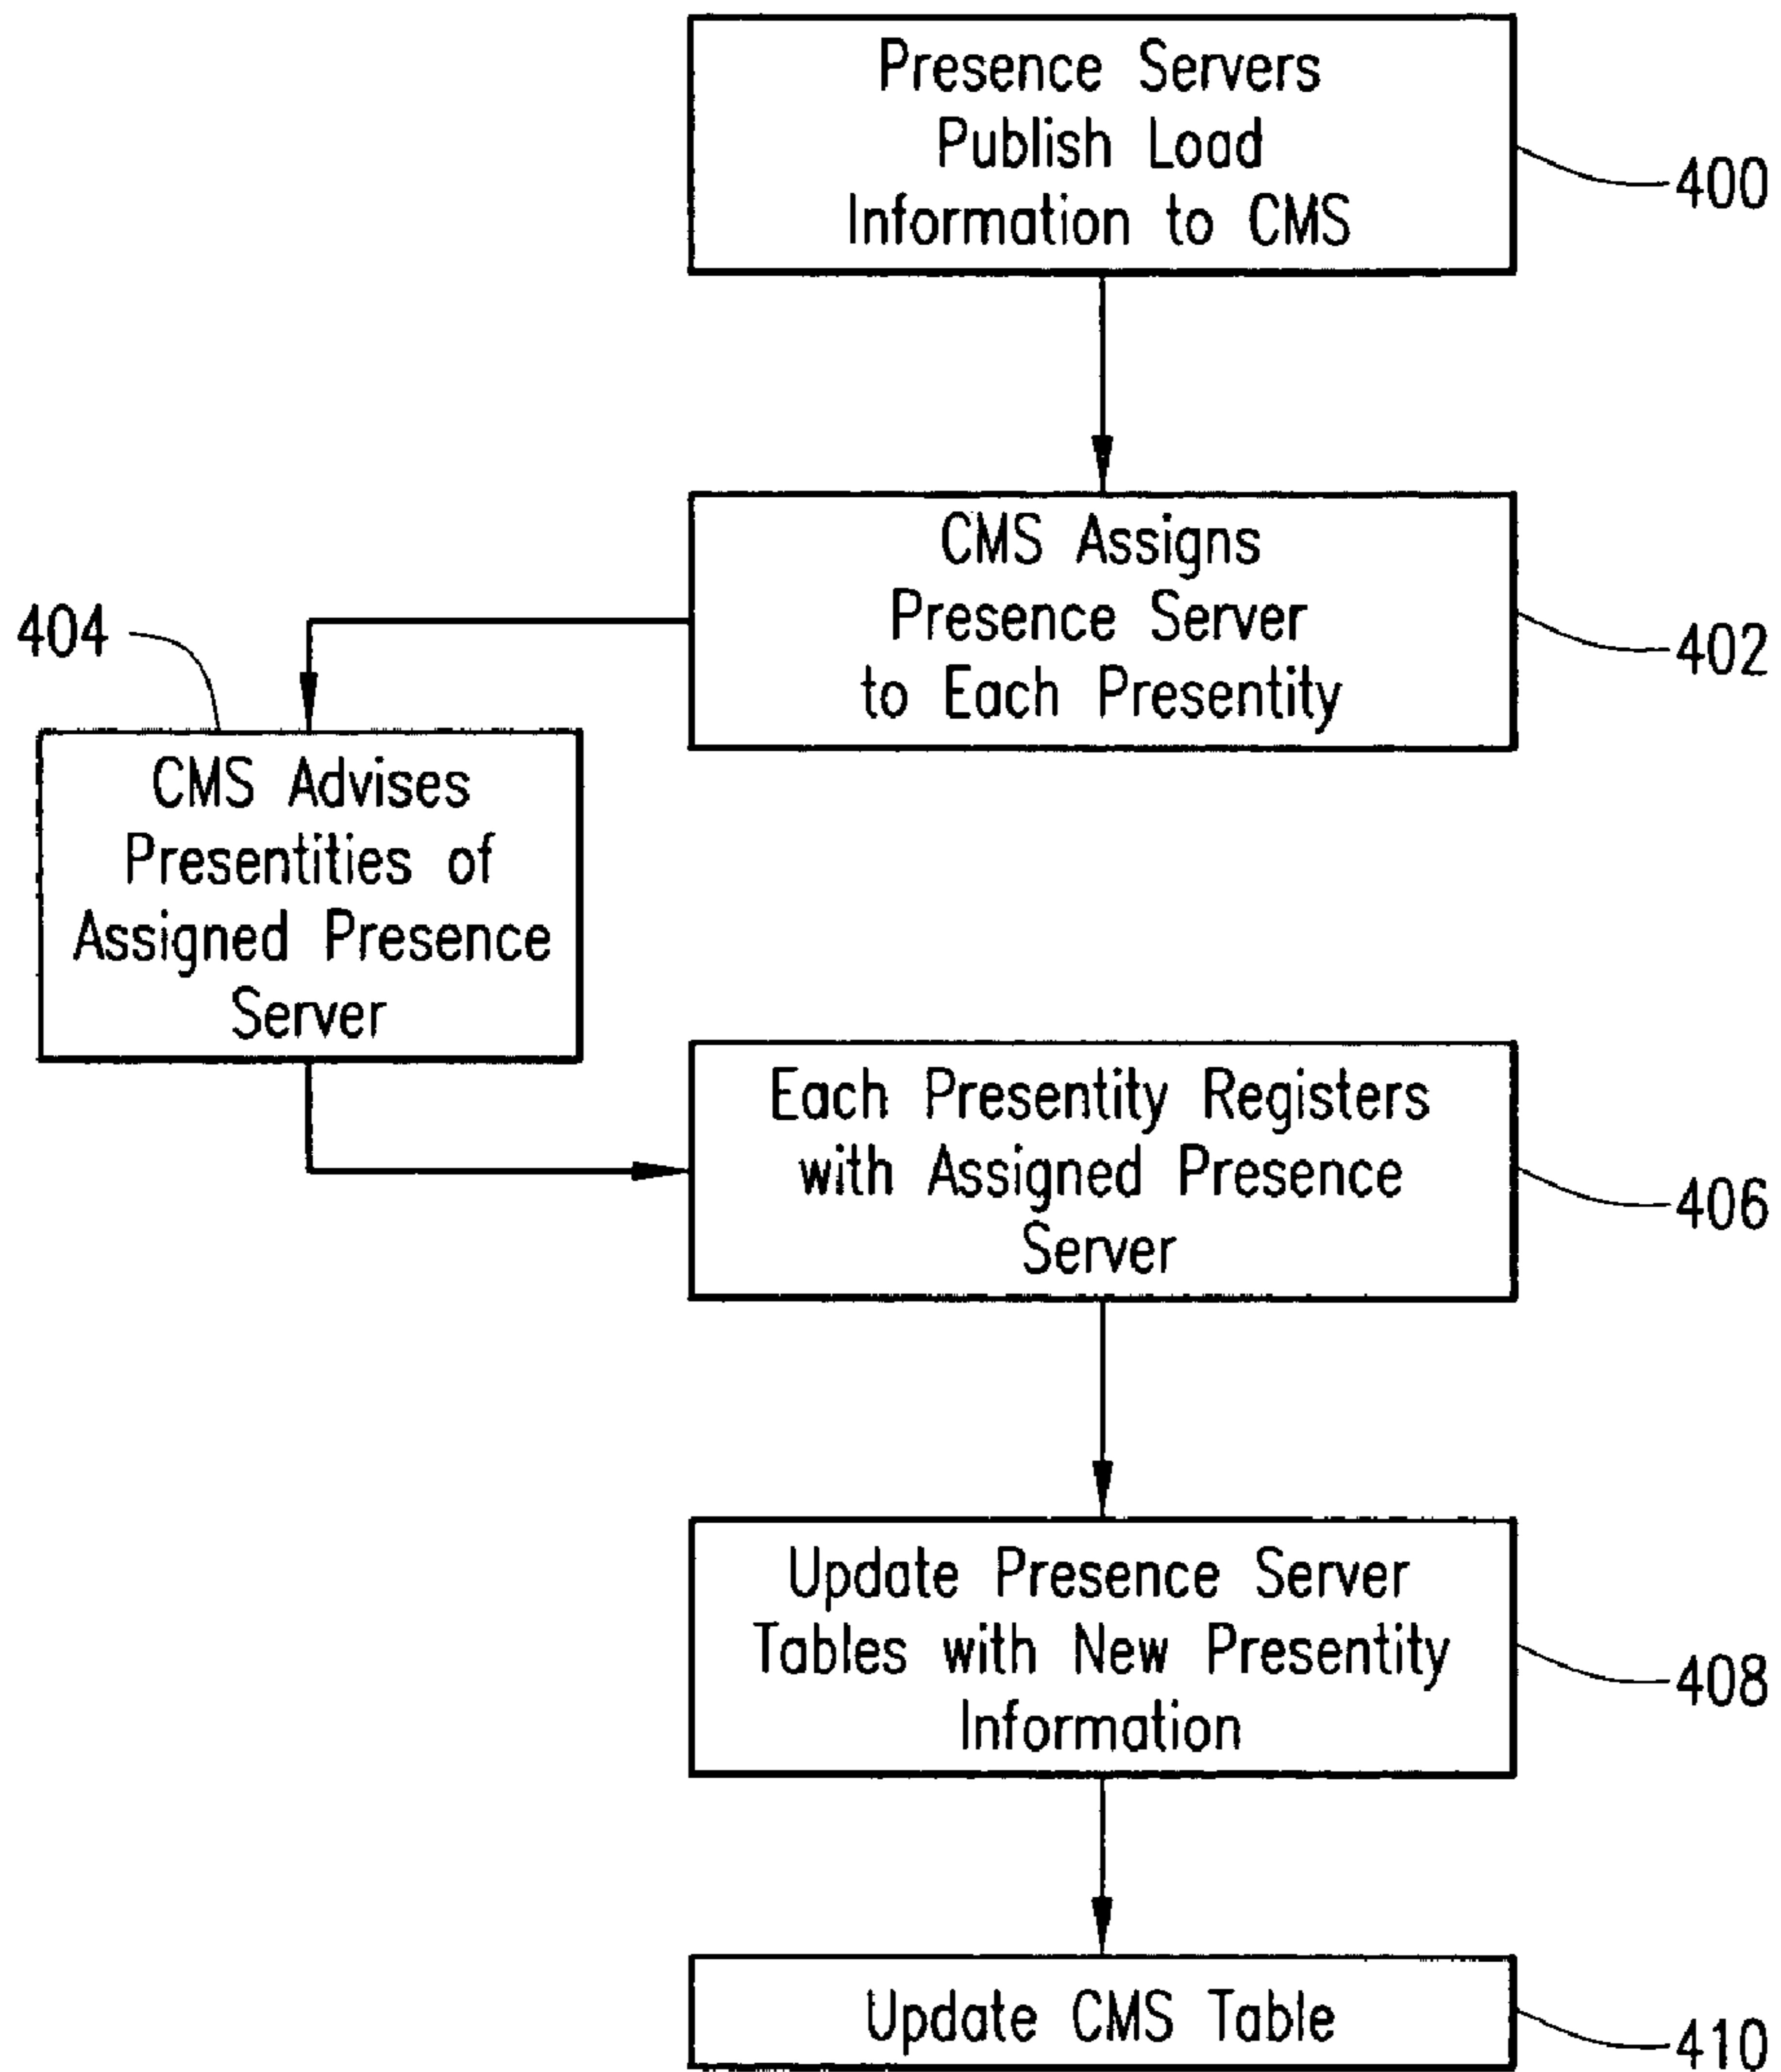 Presence Servers
Publish Load
Information to CMS
400
CMS Assigns
Presence Server
to Each Presentity
402
404
CMS Advises
Presentities of
Assigned Presence
Server
Each Presentity Registers
with Assigned Presence
Server
406
Update Presence Server
Tables with New Presentity
Information
408
Update CMS Table
410